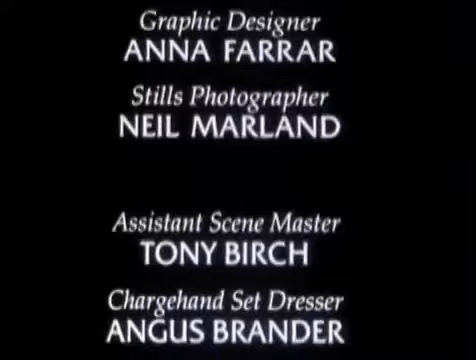 Graphic Designer
ANNA FARRAR
Stills Photographer
NEIL MARLAND
Assistant Scene Master
TONY BIRCH
Chargehand Set Dresser
ANGUS BRANDER